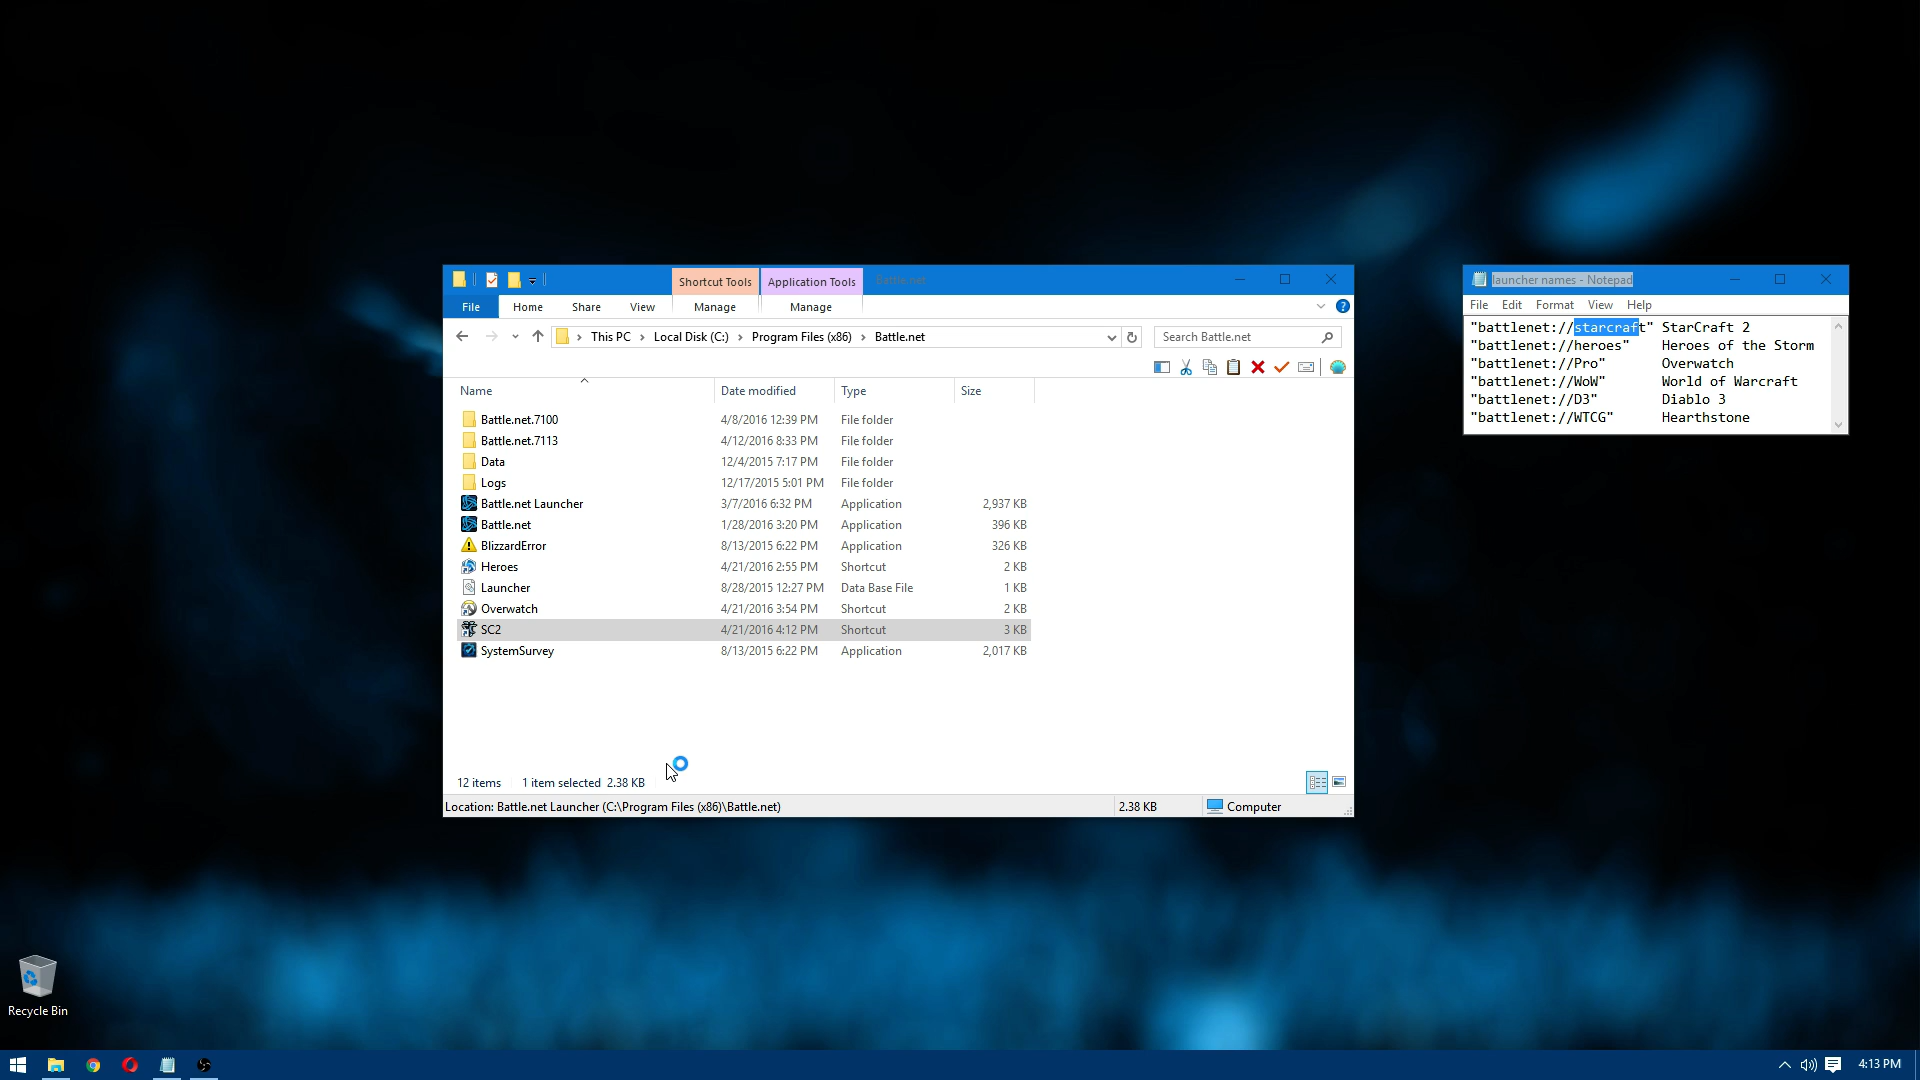 Shortcut Tools
Application Tools
Battle.net
File
Home
Share
View
Manage
Manage
This PC
Local Disk (C:)
Program Files (x86)
Battle.net
Search Battle.net
Name
Date modified
Type
Size
Battle.net.7100 4/8/2016 12:39 PM File folder
Battle.net.7113 4/12/2016 8:33 PM File folder
Data 12/4/2015 7:17 PM File folder
Logs 12/17/2015 5:01 PM File folder
Battle.net Launcher 3/7/2016 6:32 PM Application 2,937 KB
Battle.net 1/28/2016 3:20 PM Application 396 KB
BlizzardError 8/13/2015 6:22 PM Application 326 KB
Heroes 4/21/2016 2:55 PM Shortcut 2 KB
Launcher 8/28/2015 12:27 PM Data Base File 1 KB
Overwatch 4/21/2016 3:54 PM Shortcut 2 KB
SC2 4/21/2016 4:12 PM Shortcut 3 KB
SystemSurvey 8/13/2015 6:22 PM Application 2,017 KB
12 items 1 item selected 2.38 KB
Location: Battle.net Launcher (C:\Program Files (x86)\Battle.net) 2.38 KB Computer
launcher names - Notepad
File Edit Format View Help
"battlenet://starcraft" StarCraft 2
"battlenet://heroes" Heroes of the Storm
"battlenet://Pro" Overwatch
"battlenet://WoW" World of Warcraft
"battlenet://D3" Diablo 3
"battlenet://WTCG" Hearthstone
Recycle Bin
4:13 PM